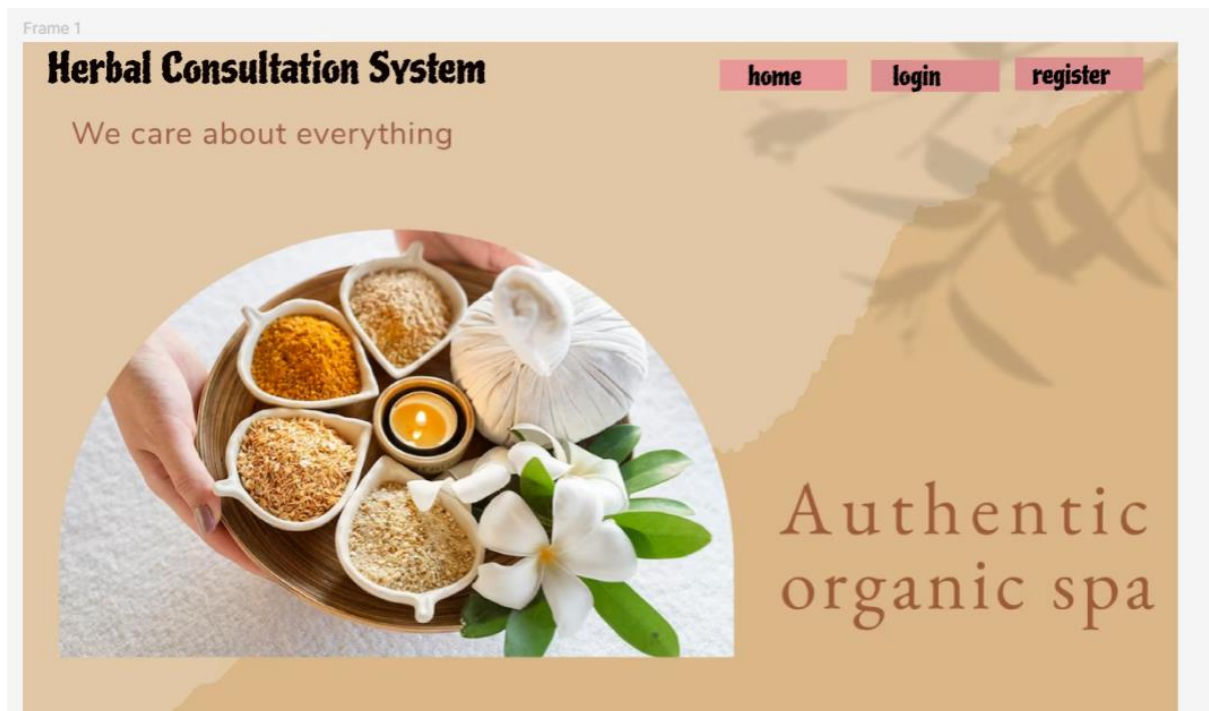 Frame 1
Herbal Consultation System
home login register
We care about everything
Authentic
organic spa